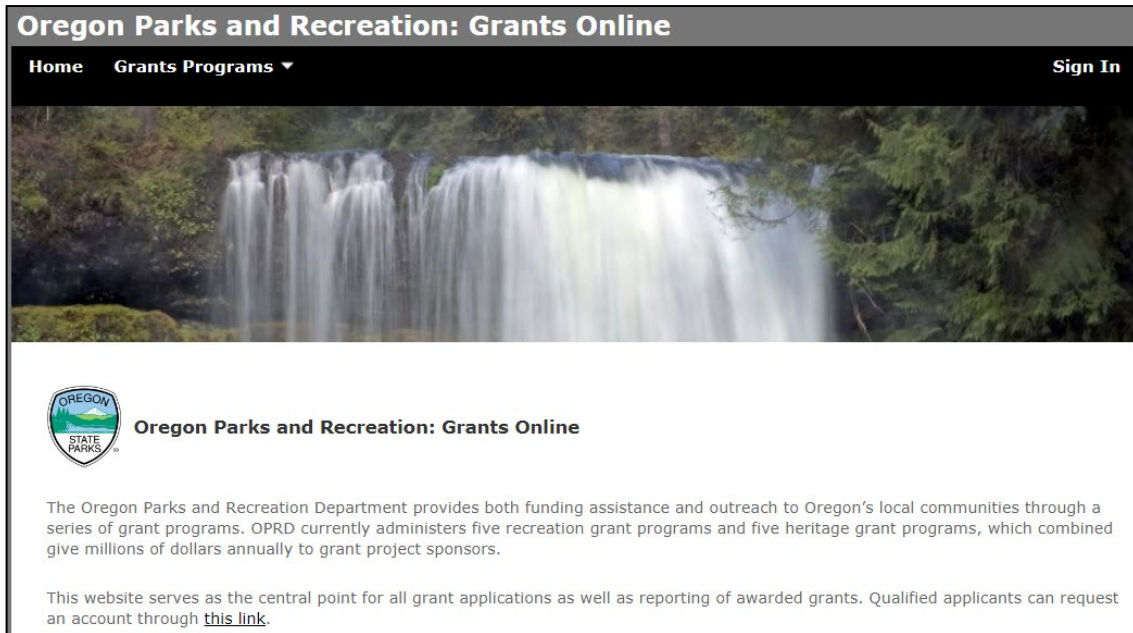 Oregon Parks and Recreation: Grants Online
Home Grants Programs Sign In
OREGON
STATE
PARKS
Oregon Parks and Recreation: Grants Online
The Oregon Parks and Recreation Department provides both funding assistance and outreach to Oregon’s local communities through a
series of grant programs. OPRD currently administers five recreation grant programs and five heritage grant programs, which combined
give millions of dollars annually to grant project sponsors.
This website serves as the central point for all grant applications as well as reporting of awarded grants. Qualified applicants can request
an account through this link.